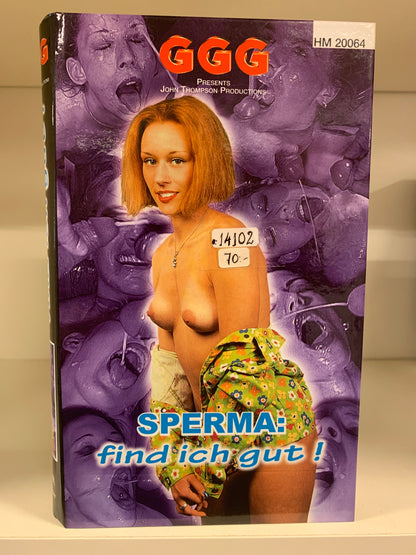 GGG
HM 20064
PRESENTS
JOHN THOMPSON PRODUCTIONS
*14102
70.-
SPERMA:
find ich gut !